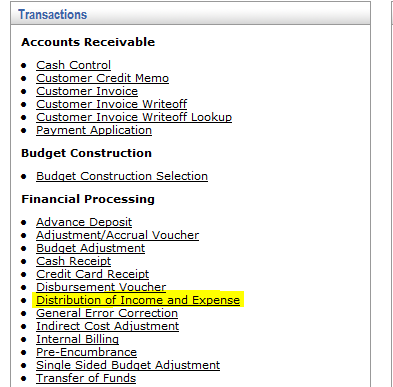 Transactions
Accounts Receivable
Cash Control
Customer Credit Memo
Customer Invoice
Customer Invoice Writeoff
Customer Invoice Writeoff Lookup
Payment Application
Budget Construction
Budget Construction Selection
Financial Processing
Advance Deposit
Adjustment/Accrual Voucher
Budget Adjustment
Cash Receipt
Credit Card Receipt
Disbursement Voucher
Distribution of Income and Expense
General Error Correction
Indirect Cost Adjustment
Internal Billing
Pre-Encumbrance
Single Sided Budget Adjustment
Transfer of Funds